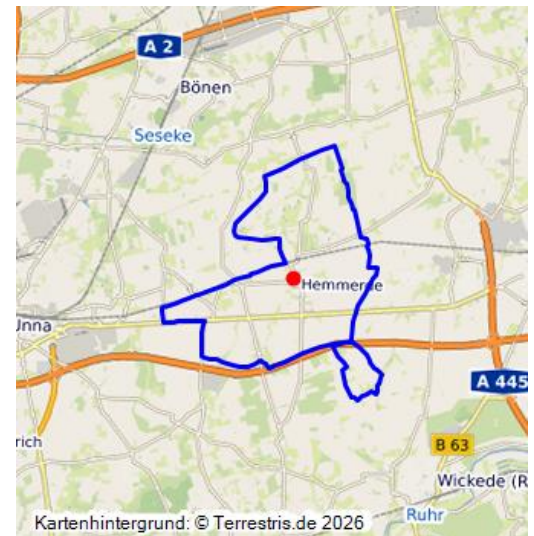 A 2
Bönen
Seseke
Hemmerde
Unna
A 445
rich
B 63
Wickede (R
Ruhr
Kartenhintergrund: © Terrestris.de 2026